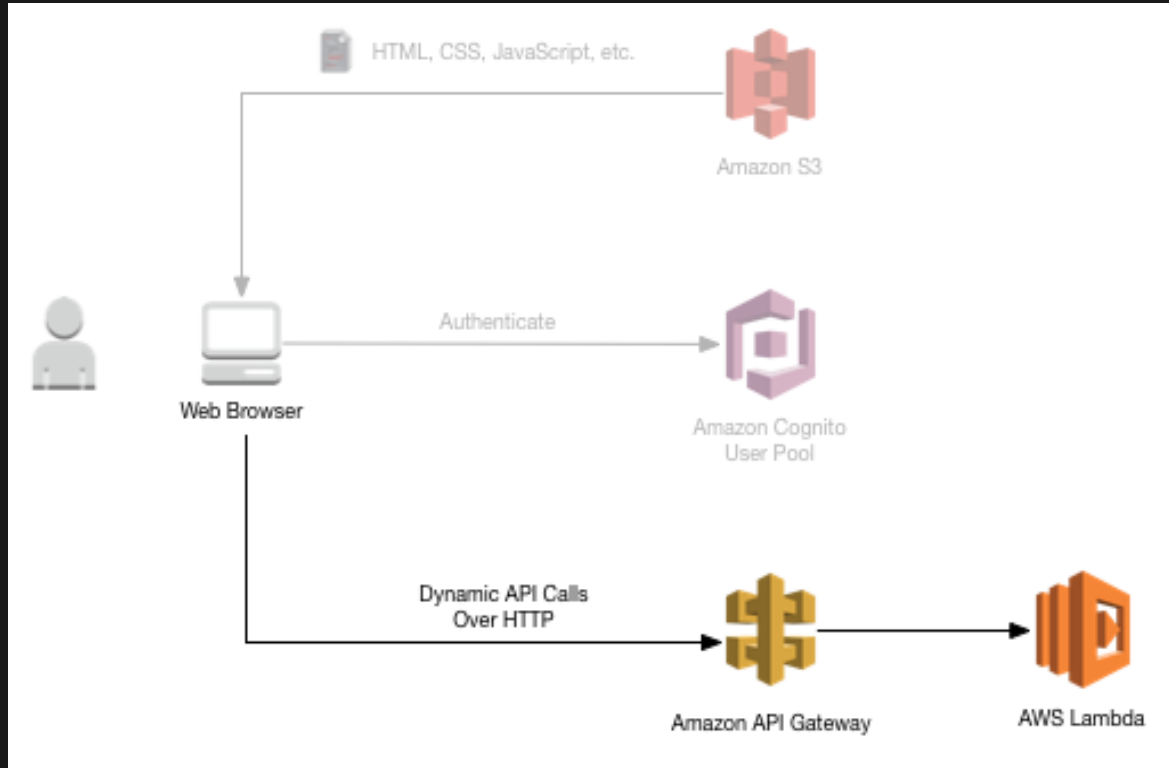 HTML, CSS, JavaScript, etc.
Amazon S3
Authenticate
Web Browser
Amazon Cognito
User Pool
Dynamic API Calls
Over HTTP
Amazon API Gateway
AWS Lambda